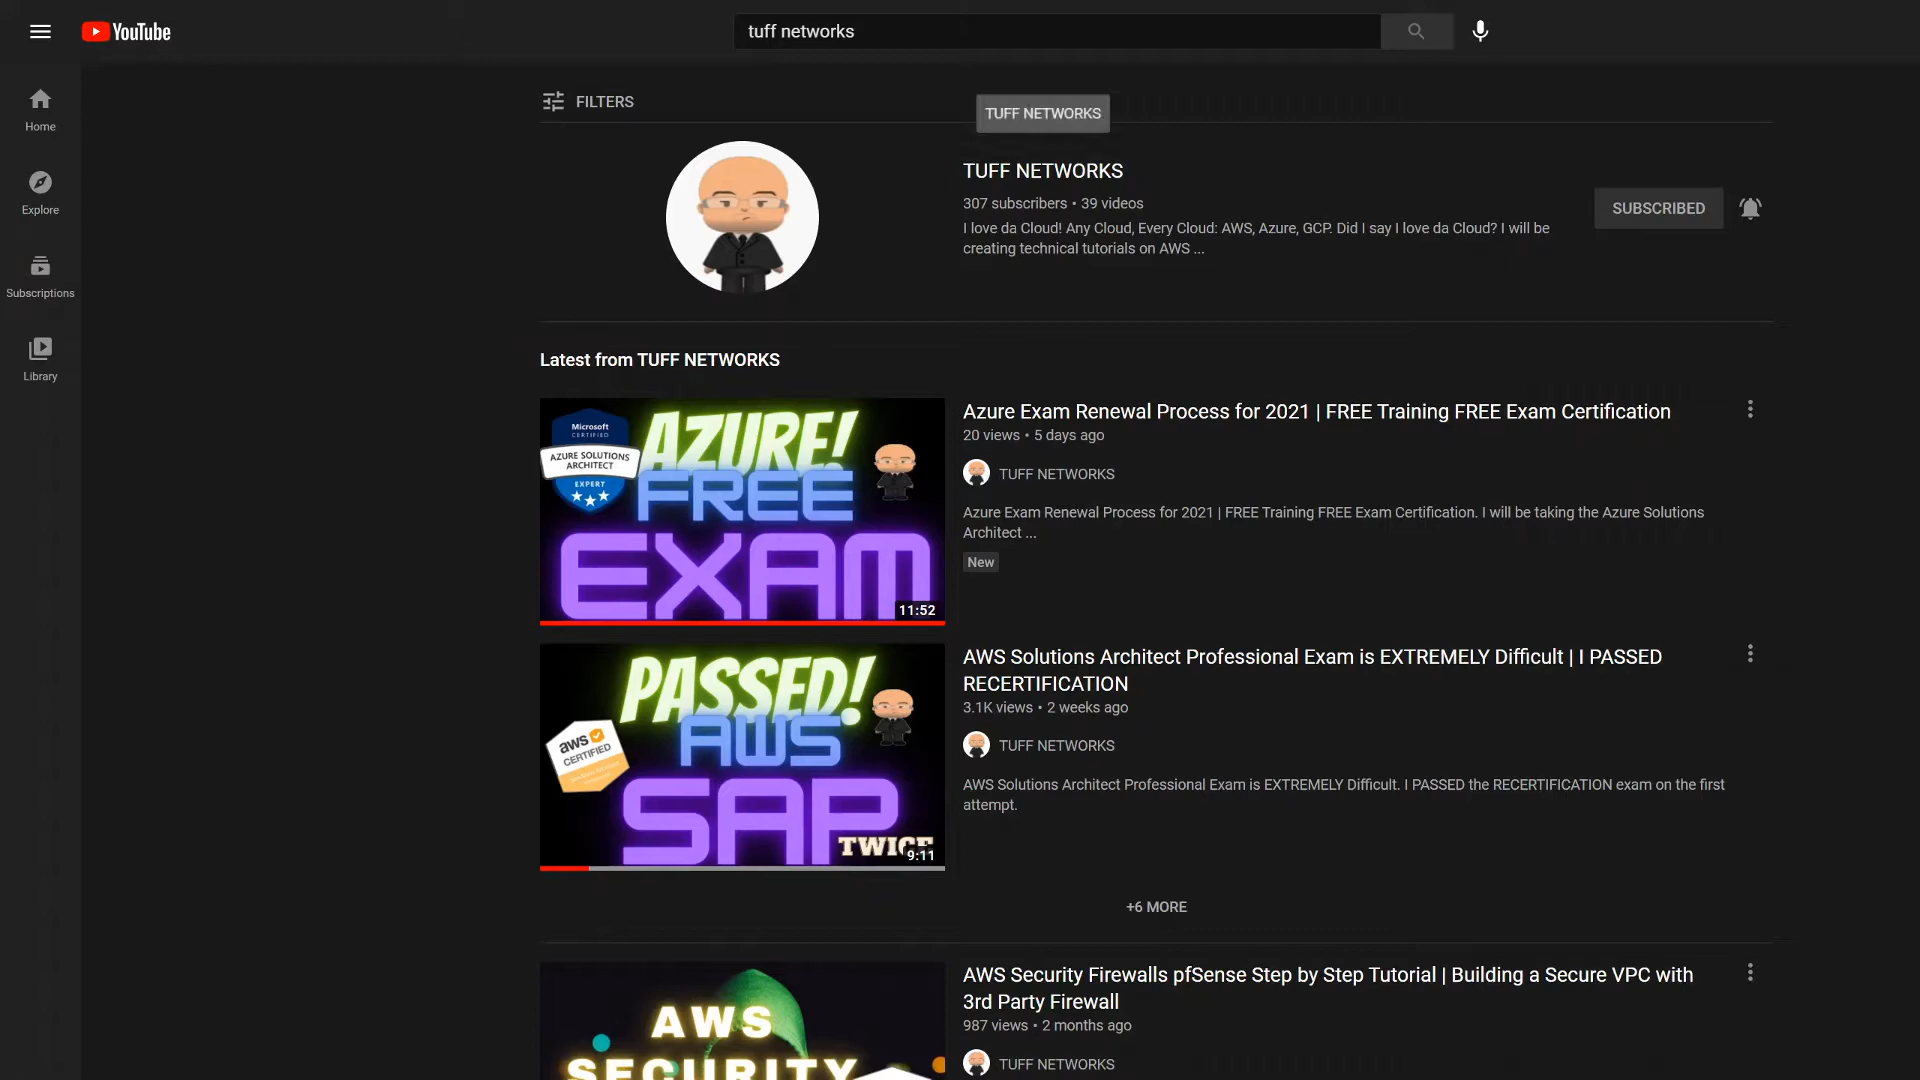 YouTube
tuff networks
Home
Explore
Subscriptions
Library
FILTERS
TUFF NETWORKS
TUFF NETWORKS
307 subscribers • 39 videos
I love da Cloud! Any Cloud, Every Cloud: AWS, Azure, GCP. Did I say I love da Cloud? I will be
creating technical tutorials on AWS ...
SUBSCRIBED
Latest from TUFF NETWORKS
Microsoft
CERTIFIED
AZURE SOLUTIONS
ARCHITECT
EXPERT
AZURE!
FREE
EXAM
11:52
Azure Exam Renewal Process for 2021 | FREE Training FREE Exam Certification
20 views • 5 days ago
TUFF NETWORKS
Azure Exam Renewal Process for 2021 | FREE Training FREE Exam Certification. I will be taking the Azure Solutions
Architect ...
New
PASSED!
AWS
SAP
TWICE
aws
CERTIFIED
9:11
AWS Solutions Architect Professional Exam is EXTREMELY Difficult | I PASSED
RECERTIFICATION
3.1K views • 2 weeks ago
TUFF NETWORKS
AWS Solutions Architect Professional Exam is EXTREMELY Difficult. I PASSED the RECERTIFICATION exam on the first
attempt.
+6 MORE
AWS
SECURITY
AWS Security Firewalls pfSense Step by Step Tutorial | Building a Secure VPC with
3rd Party Firewall
987 views • 2 months ago
TUFF NETWORKS